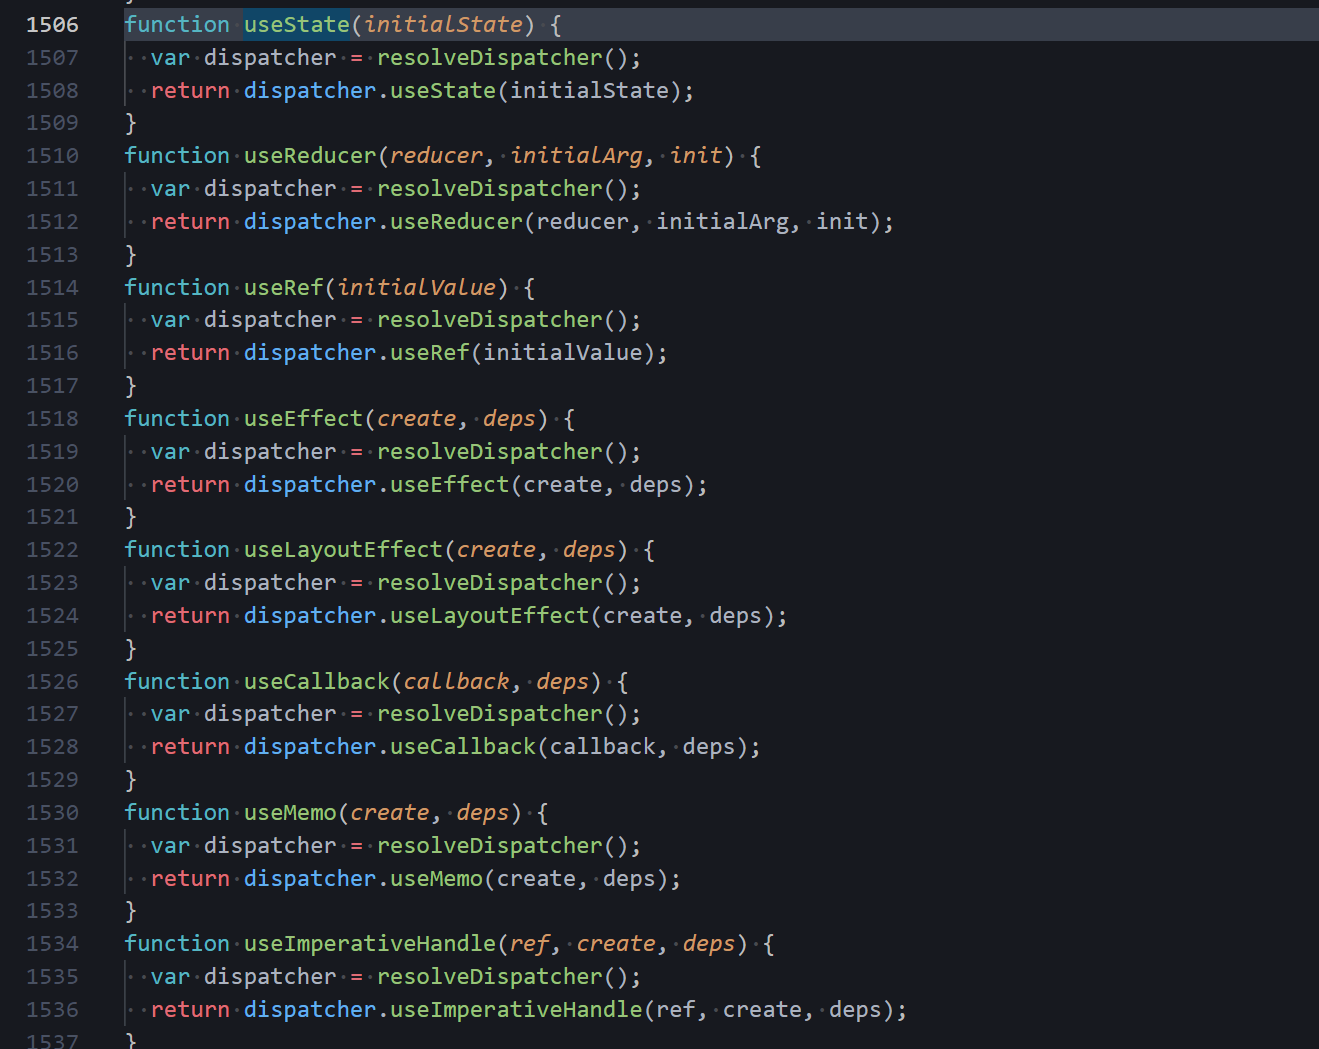 1506 function useState(initialState) {
1507   var dispatcher = resolveDispatcher();
1508   return dispatcher.useState(initialState);
1509 }
1510 function useReducer(reducer, initialArg, init) {
1511   var dispatcher = resolveDispatcher();
1512   return dispatcher.useReducer(reducer, initialArg, init);
1513 }
1514 function useRef(initialValue) {
1515   var dispatcher = resolveDispatcher();
1516   return dispatcher.useRef(initialValue);
1517 }
1518 function useEffect(create, deps) {
1519   var dispatcher = resolveDispatcher();
1520   return dispatcher.useEffect(create, deps);
1521 }
1522 function useLayoutEffect(create, deps) {
1523   var dispatcher = resolveDispatcher();
1524   return dispatcher.useLayoutEffect(create, deps);
1525 }
1526 function useCallback(callback, deps) {
1527   var dispatcher = resolveDispatcher();
1528   return dispatcher.useCallback(callback, deps);
1529 }
1530 function useMemo(create, deps) {
1531   var dispatcher = resolveDispatcher();
1532   return dispatcher.useMemo(create, deps);
1533 }
1534 function useImperativeHandle(ref, create, deps) {
1535   var dispatcher = resolveDispatcher();
1536   return dispatcher.useImperativeHandle(ref, create, deps);
1537 }